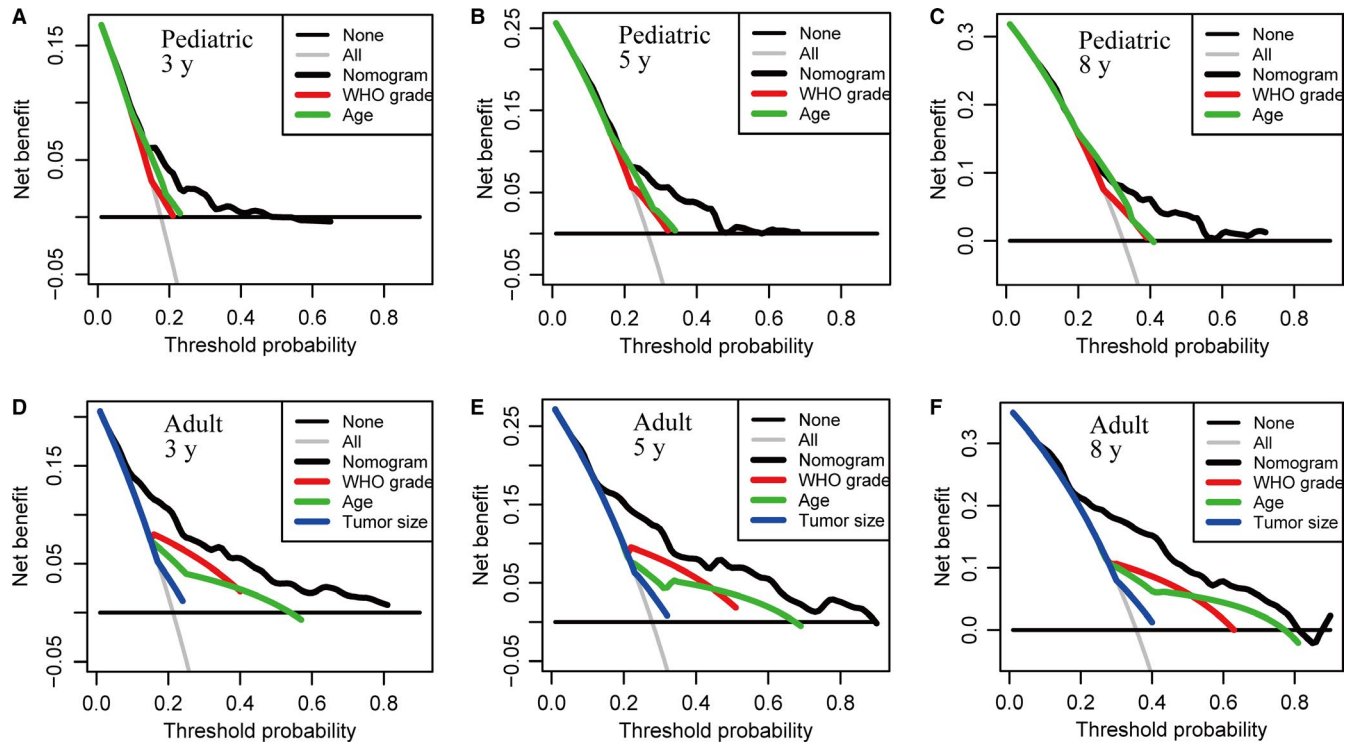 A
Pediatric
3 y
None
All
Nomogram
WHO grade
Age
Net benefit
0.15
0.05
−0.05
0.0 0.2 0.4 0.6 0.8
Threshold probability
B
Pediatric
5 y
None
All
Nomogram
WHO grade
Age
Net benefit
0.25
0.15
0.05
−0.05
0.0 0.2 0.4 0.6 0.8
Threshold probability
C
Pediatric
8 y
None
All
Nomogram
WHO grade
Age
Net benefit
0.3
0.2
0.1
0.0
0.0 0.2 0.4 0.6 0.8
Threshold probability
D
Adult
3 y
None
All
Nomogram
WHO grade
Age
Tumor size
Net benefit
0.15
0.05
−0.05
0.0 0.2 0.4 0.6 0.8
Threshold probability
E
Adult
5 y
None
All
Nomogram
WHO grade
Age
Tumor size
Net benefit
0.25
0.15
0.05
−0.05
0.0 0.2 0.4 0.6 0.8
Threshold probability
F
Adult
8 y
None
All
Nomogram
WHO grade
Age
Tumor size
Net benefit
0.3
0.2
0.1
0.0
0.0 0.2 0.4 0.6 0.8
Threshold probability